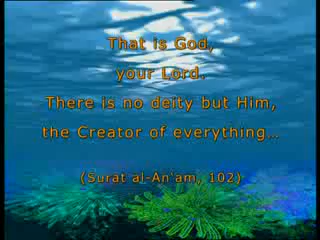 That is God,
your Lord.
There is no deity but Him,
the Creator of everything...
(Surat al-An'am, 102)